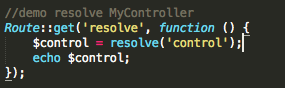 //demo resolve MyController
Route::get('resolve', function () {
    $control = resolve('control');
    echo $control;
});